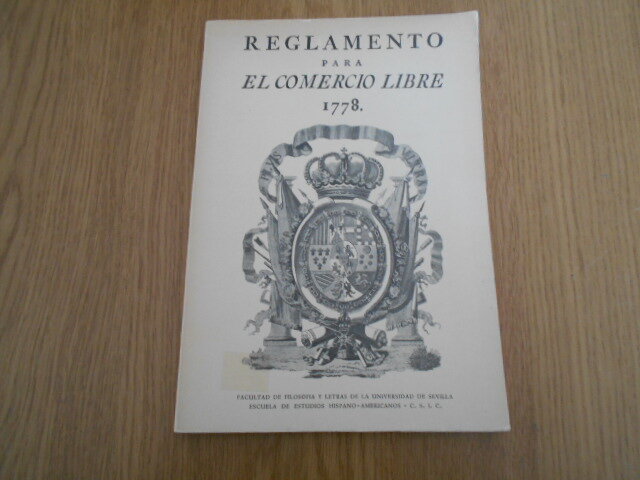 REGLAMENTO
PARA
EL COMERCIO LIBRE
1778.
FACULTAD DE FILOSOFIA Y LETRAS DE LA UNIVERSIDAD DE SEVILLA
ESCUELA DE ESTUDIOS HISPANO-AMERICANOS - C. S. I. C.